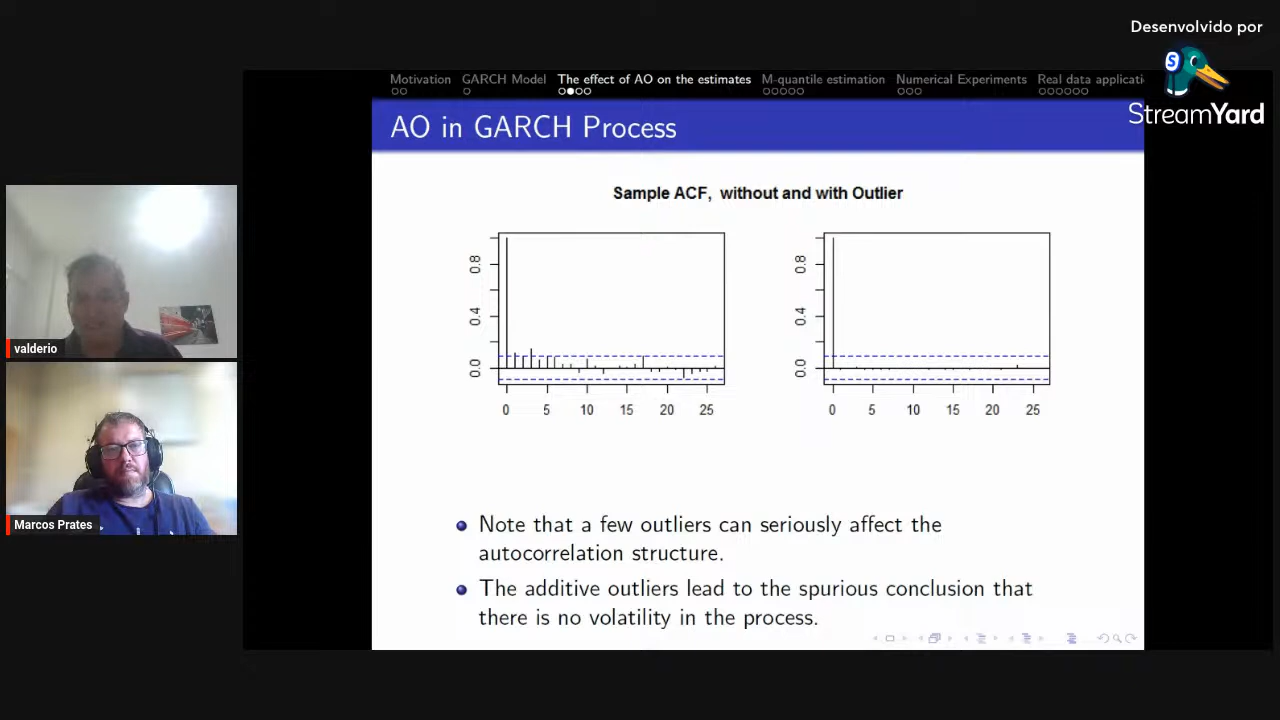 Desenvolvido por
StreamYard
Motivation GARCH Model The effect of AO on the estimates M-quantile estimation Numerical Experiments Real data applicati
AO in GARCH Process
Sample ACF, without and with Outlier
0.8
0.4
0.0
0 5 10 15 20 25
0.8
0.4
0.0
0 5 10 15 20 25
valderio
Marcos Prates
Note that a few outliers can seriously affect the
autocorrelation structure.
The additive outliers lead to the spurious conclusion that
there is no volatility in the process.